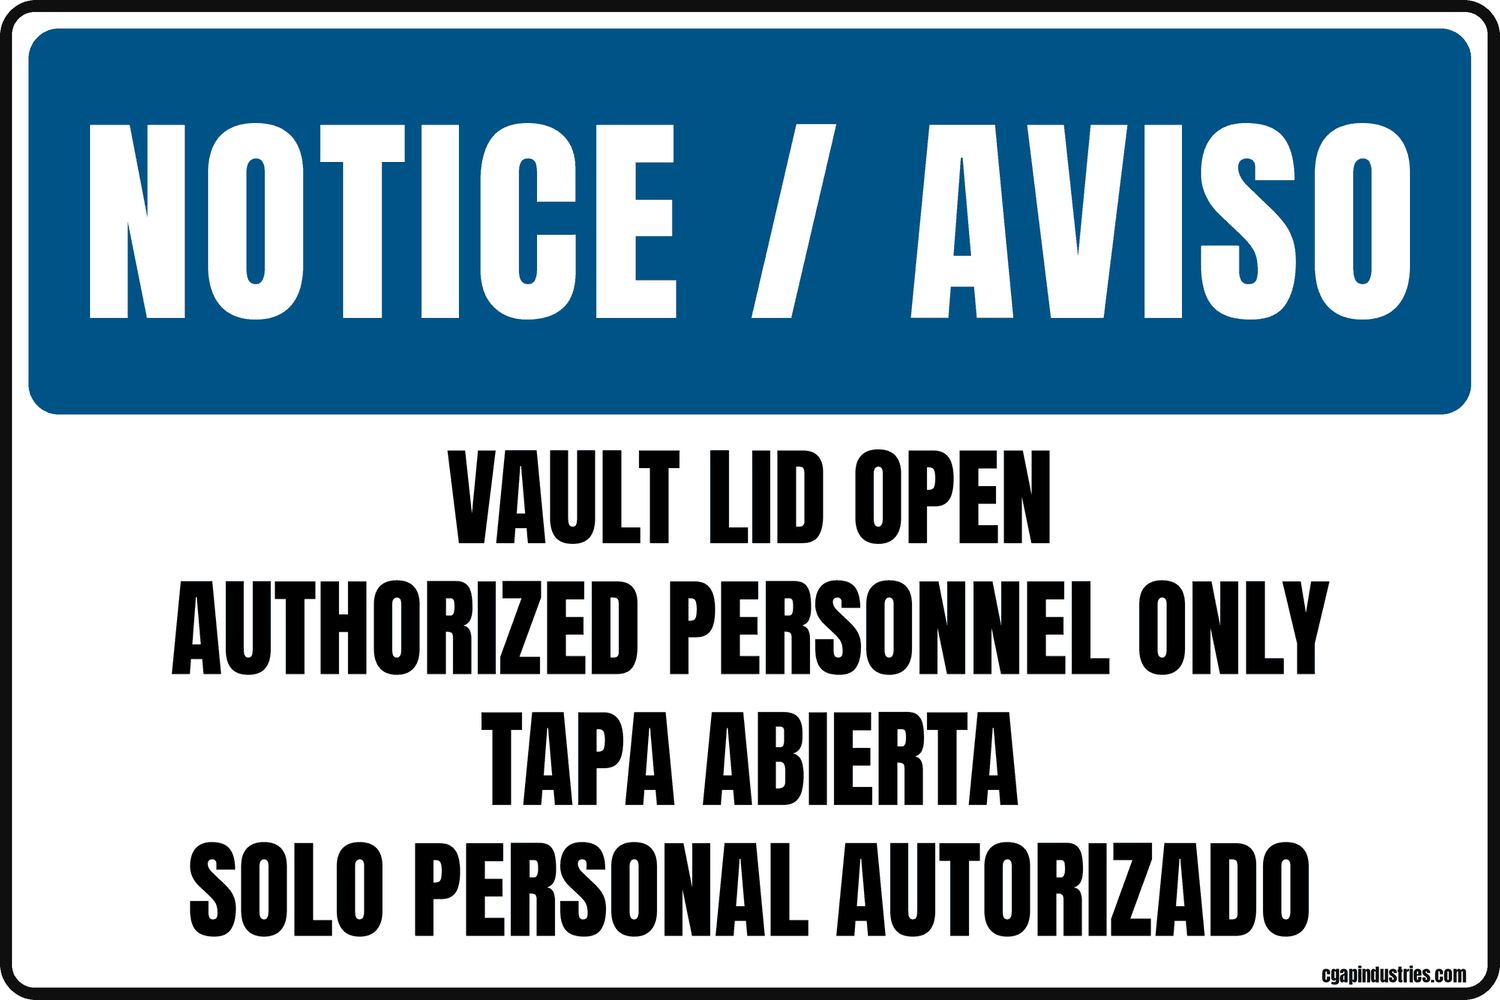 NOTICE / AVISO
VAULT LID OPEN
AUTHORIZED PERSONNEL ONLY
TAPA ABIERTA
SOLO PERSONAL AUTORIZADO
cgapindustries.com